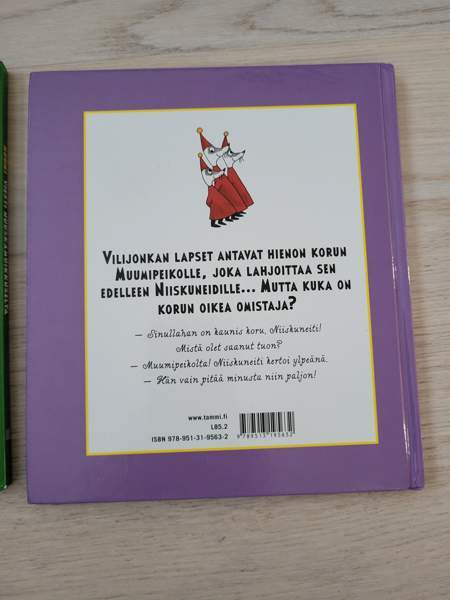 VILIJONKAN LAPSET ANTAVAT HIENON KORUN
MUUMIPEIKOLLE, JOKA LAHJOITTAA SEN
EDELLEEN NIISKUNEIDILLE... MUTTA KUKA ON
KORUN OIKEA OMISTAJA?
– Sinullahan on kaunis koru, Niiskuneiti!
Mistä olet saanut tuon?
– Muumipeikolta! Niiskuneiti kertoi ylpeänä.
– Hän vain pitää minusta niin paljon!
www.tammi.fi
L85.2
ISBN 978-951-31-9563-2
9789513195632